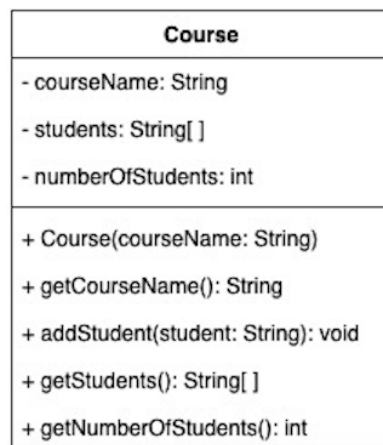 Course
- courseName: String
- students: String[ ]
- numberOfStudents: int
+ Course(courseName: String)
+ getCourseName(): String
+ addStudent(student: String): void
+ getStudents(): String[ ]
+ getNumberOfStudents(): int